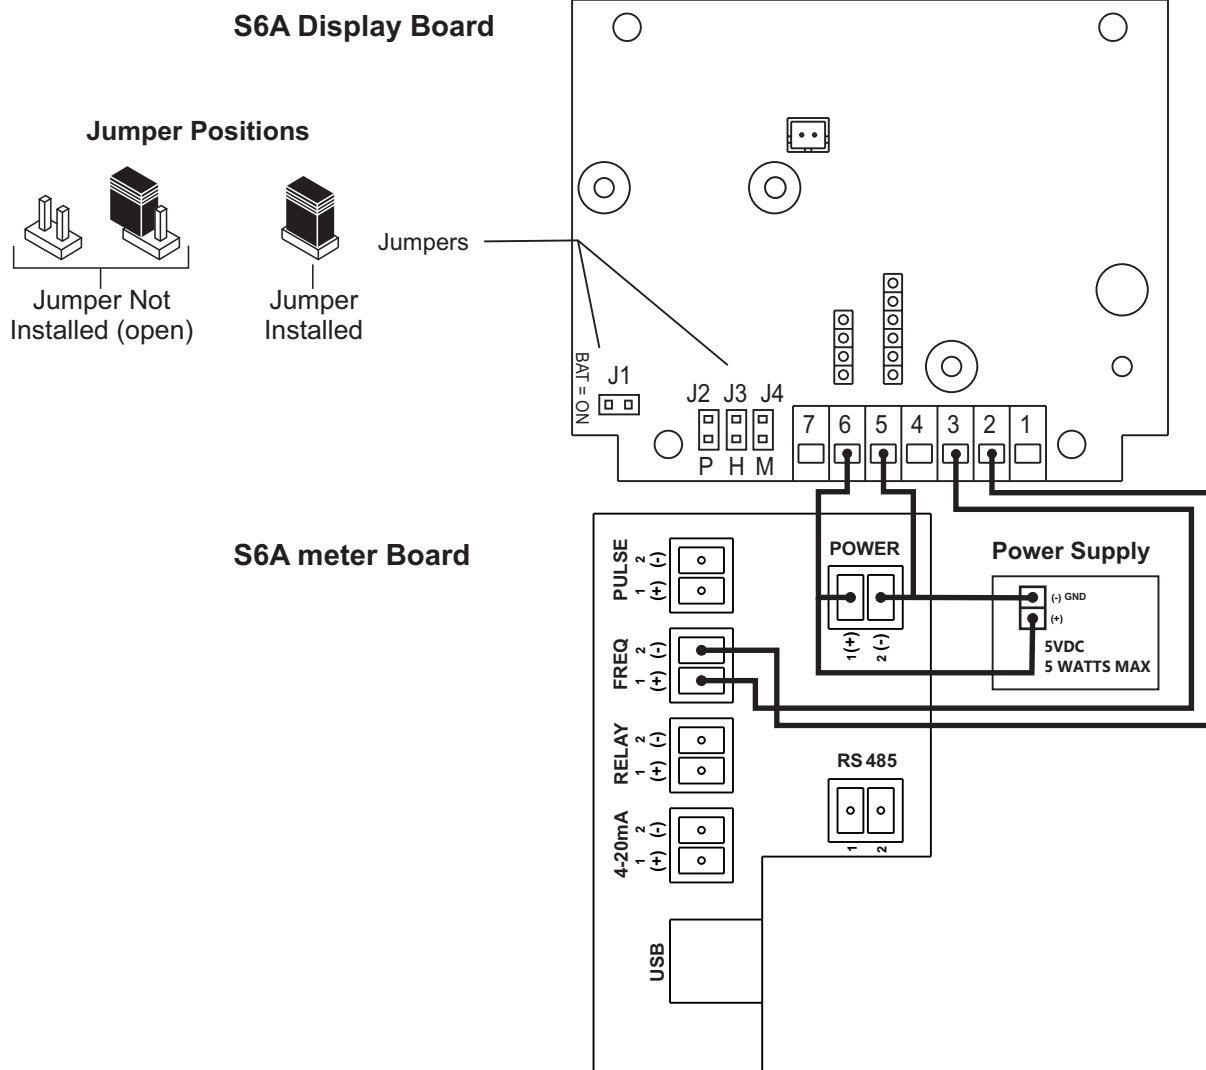 S6A Display Board
Jumper Positions
Jumper Not
Installed (open)
Jumper
Installed
Jumpers
BAT = ON
J1
J2 J3 J4
P H M
7 6 5 4 3 2 1
S6A meter Board
PULSE
2 (-)
1 (+)
FREQ
2 (-)
1 (+)
RELAY
2 (-)
1 (+)
4-20mA
2 (-)
1 (+)
USB
POWER
1 (+)
2 (-)
RS 485
1
2
Power Supply
(-) GND
(+)
5VDC
5 WATTS MAX